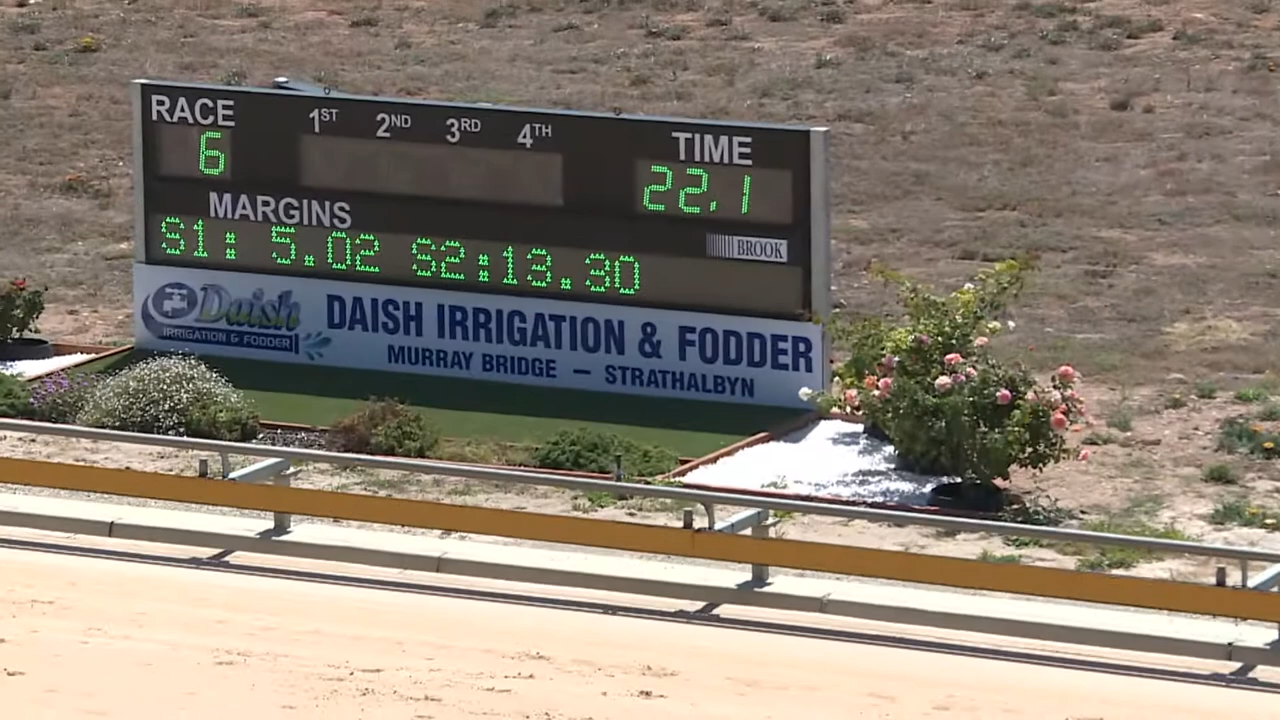 RACE 1ST 2ND 3RD 4TH TIME
6 22.1
MARGINS
S1: 5.02 S2:13.30
BROOK
Daish
IRRIGATION & FODDER
DAISH IRRIGATION & FODDER
MURRAY BRIDGE – STRATHALBYN